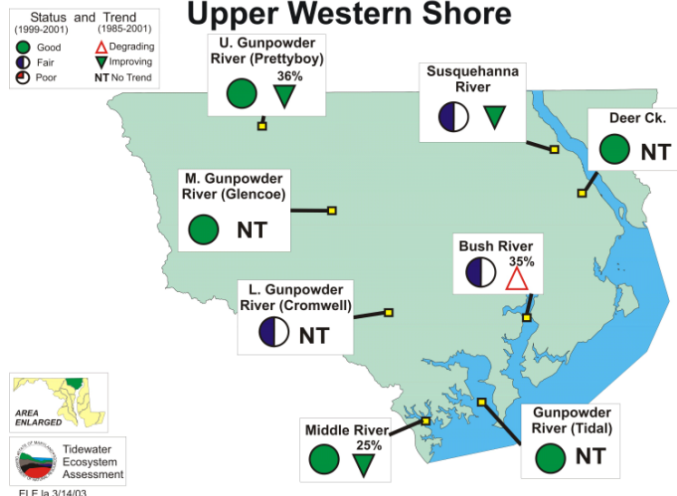 Upper Western Shore
Status and Trend
(1999-2001) (1985-2001)
Good
Degrading
Fair
Improving
Poor
NT No Trend
U. Gunpowder
River (Prettyboy)
36%
Susquehanna
River
Deer Ck.
NT
M. Gunpowder
River (Glencoe)
NT
Bush River
35%
L. Gunpowder
River (Cromwell)
NT
Middle River
25%
Gunpowder
River (Tidal)
NT
AREA
ENLARGED
Tidewater
Ecosystem
Assessment
3/14/03